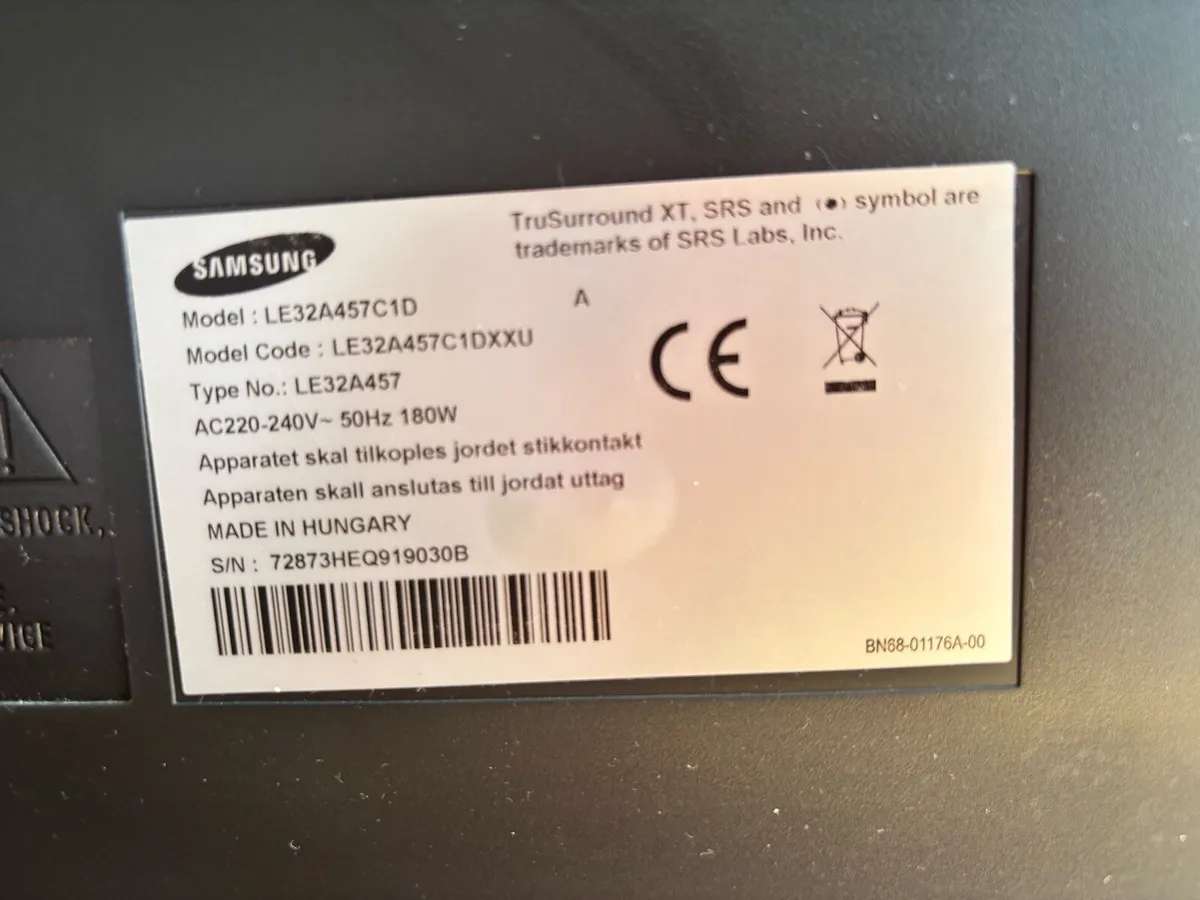 TruSurround XT, SRS and (●) symbol are
trademarks of SRS Labs, Inc.
SAMSUNG
Model : LE32A457C1D
A
Model Code : LE32A457C1DXXU
Type No.: LE32A457
AC220-240V~ 50Hz 180W
Apparatet skal tilkoples jordet stikkontakt
Apparaten skall anslutas till jordat uttag
MADE IN HUNGARY
S/N : 72873HEQ919030B
BN68-01176A-00
CE
SHOCK,